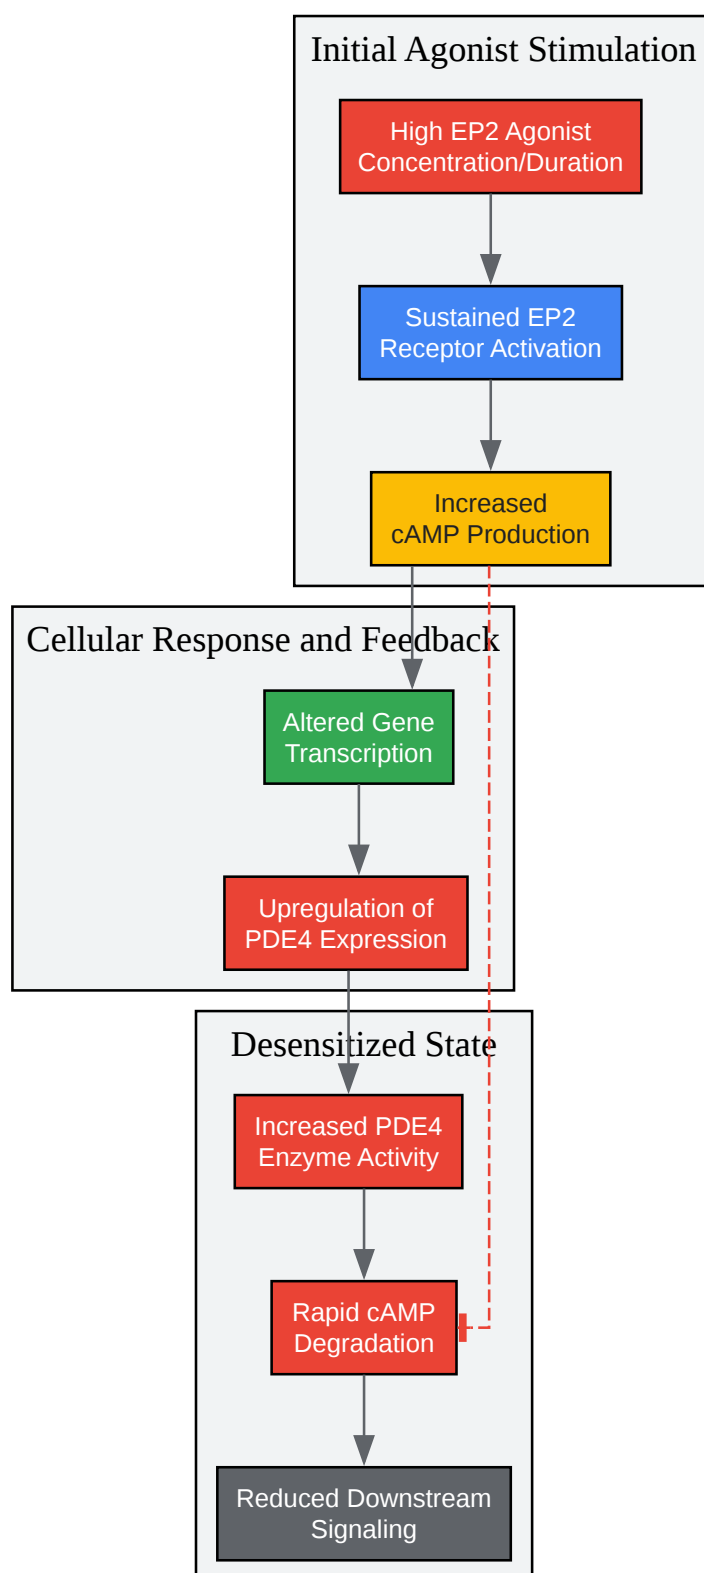 Initial Agonist Stimulation
High EP2 Agonist
Concentration/Duration
Sustained EP2
Receptor Activation
Increased
cAMP Production
Cellular Response and Feedback
Altered Gene
Transcription
Upregulation of
PDE4 Expression
Desensitized State
Increased PDE4
Enzyme Activity
Rapid cAMP
Degradation
Reduced Downstream
Signaling